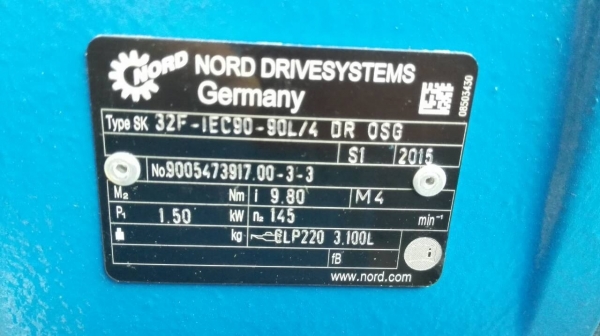 NORD
NORD DRIVESYSTEMS
Germany
08503430
Type SK 32F-IEC90-90L/4 DR OSG
S1 2015
No.9005473917.00-3-3
M₂ Nm i 9.80 M4
P₁ 1.50 kW n₂ 145 min⁻¹
kg CLP220 3.100L
fB i
www.nord.com